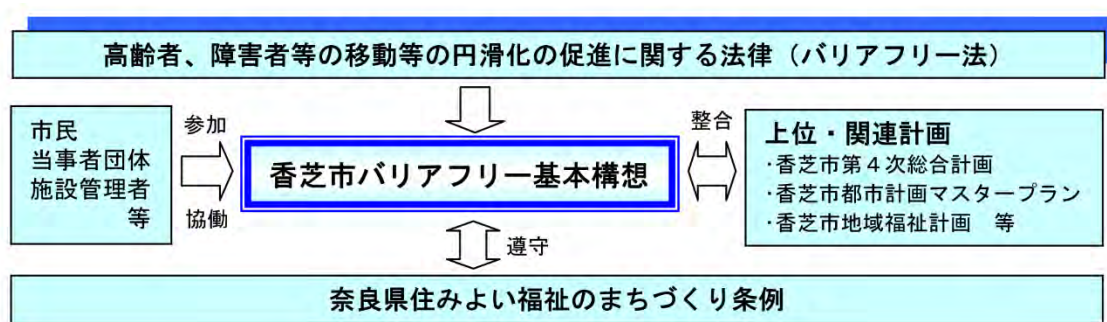 高齢者、障害者等の移動等の円滑化の促進に関する法律（バリアフリー法）
市民
当事者団体
施設管理者
等
参加
協働
香芝市バリアフリー基本構想
整合
上位・関連計画
・香芝市第４次総合計画
・香芝市都市計画マスタープラン
・香芝市地域福祉計画　等
遵守
奈良県住みよい福祉のまちづくり条例